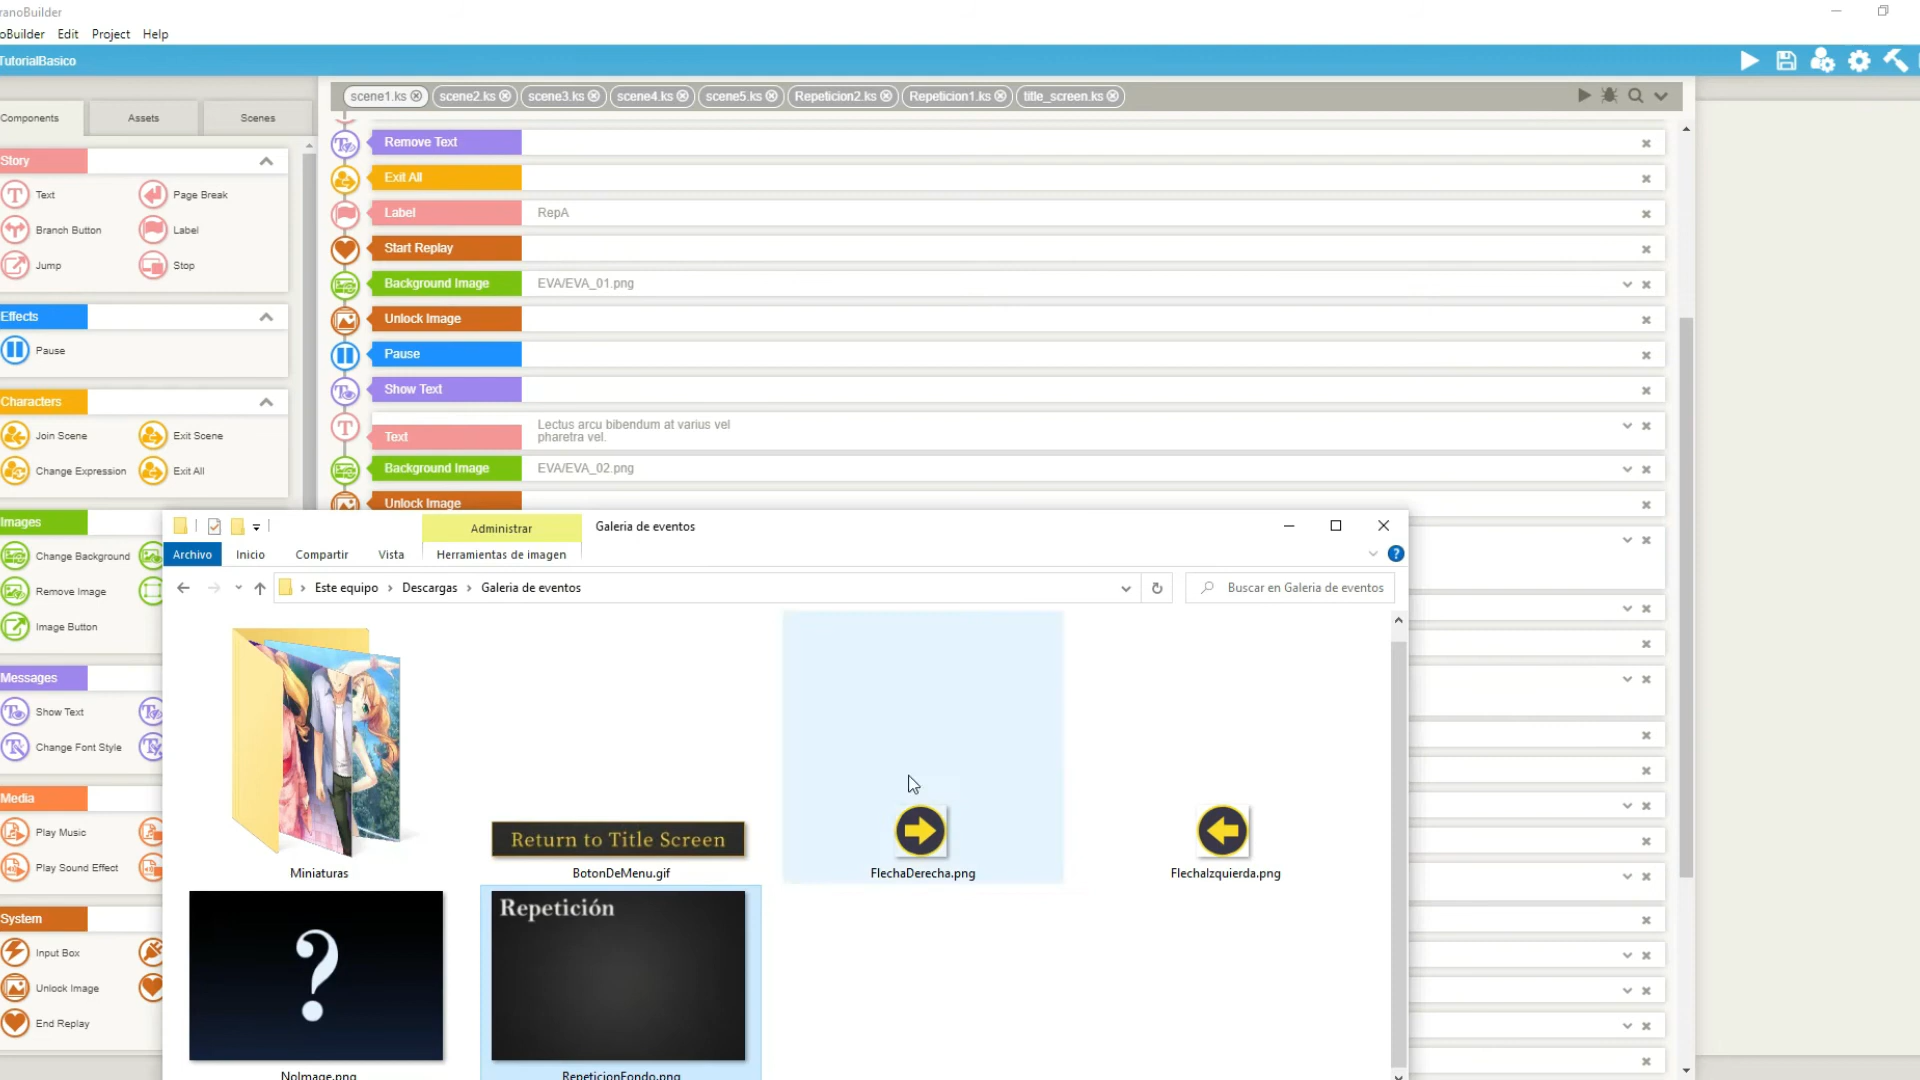 ranoBuilder
oBuilder Edit Project Help
TutorialBasico
Components Assets Scenes
scene1.ks scene2.ks scene3.ks scene4.ks scene5.ks Repeticion2.ks Repeticion1.ks title_screen.ks
Story
Text Page Break
Branch Button Label
Jump Stop
Effects
Pause
Characters
Join Scene Exit Scene
Change Expression Exit All
Images
Change Background
Remove Image
Image Button
Messages
Show Text
Change Font Style
Media
Play Music
Play Sound Effect
System
Input Box
Unlock Image
End Replay
Remove Text
Exit All
Label RepA
Start Replay
Background Image EVA/EVA_01.png
Unlock Image
Pause
Show Text
Text Lectus arcu bibendum at varius vel
pharetra vel.
Background Image EVA/EVA_02.png
Unlock Image
Administrar Galeria de eventos
Archivo Inicio Compartir Vista Herramientas de imagen
Este equipo › Descargas › Galeria de eventos
Buscar en Galeria de eventos
Return to Title Screen
Miniaturas BotonDeMenu.gif FlechaDerecha.png FlechaIzquierda.png
?
Repetición
NoImage.png RepeticionFondo.png